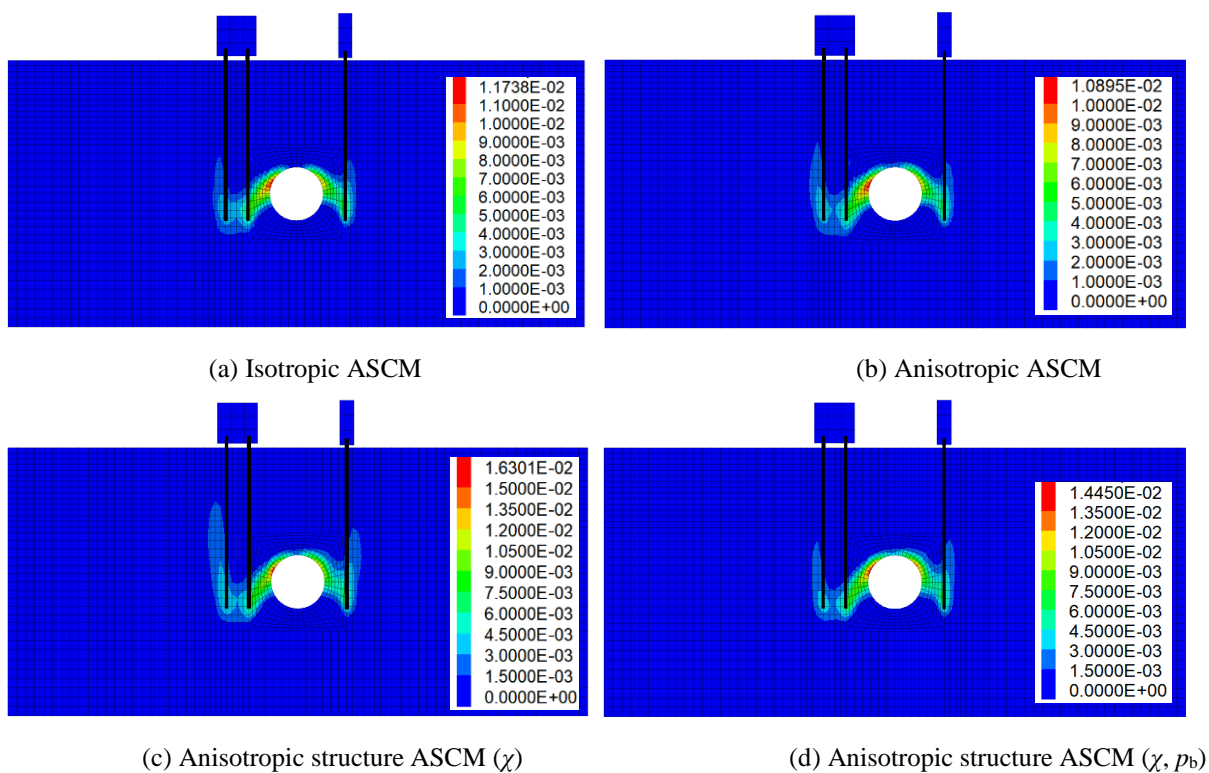 1.1738E-02
1.1000E-02
1.0000E-02
9.0000E-03
8.0000E-03
7.0000E-03
6.0000E-03
5.0000E-03
4.0000E-03
3.0000E-03
2.0000E-03
1.0000E-03
0.0000E+00
(a) Isotropic ASCM
1.0895E-02
1.0000E-02
9.0000E-03
8.0000E-03
7.0000E-03
6.0000E-03
5.0000E-03
4.0000E-03
3.0000E-03
2.0000E-03
1.0000E-03
0.0000E+00
(b) Anisotropic ASCM
1.6301E-02
1.5000E-02
1.3500E-02
1.2000E-02
1.0500E-02
9.0000E-03
7.5000E-03
6.0000E-03
4.5000E-03
3.0000E-03
1.5000E-03
0.0000E+00
(c) Anisotropic structure ASCM (χ)
1.4450E-02
1.3500E-02
1.2000E-02
1.0500E-02
9.0000E-03
7.5000E-03
6.0000E-03
4.5000E-03
3.0000E-03
1.5000E-03
0.0000E+00
(d) Anisotropic structure ASCM (χ, p_b)